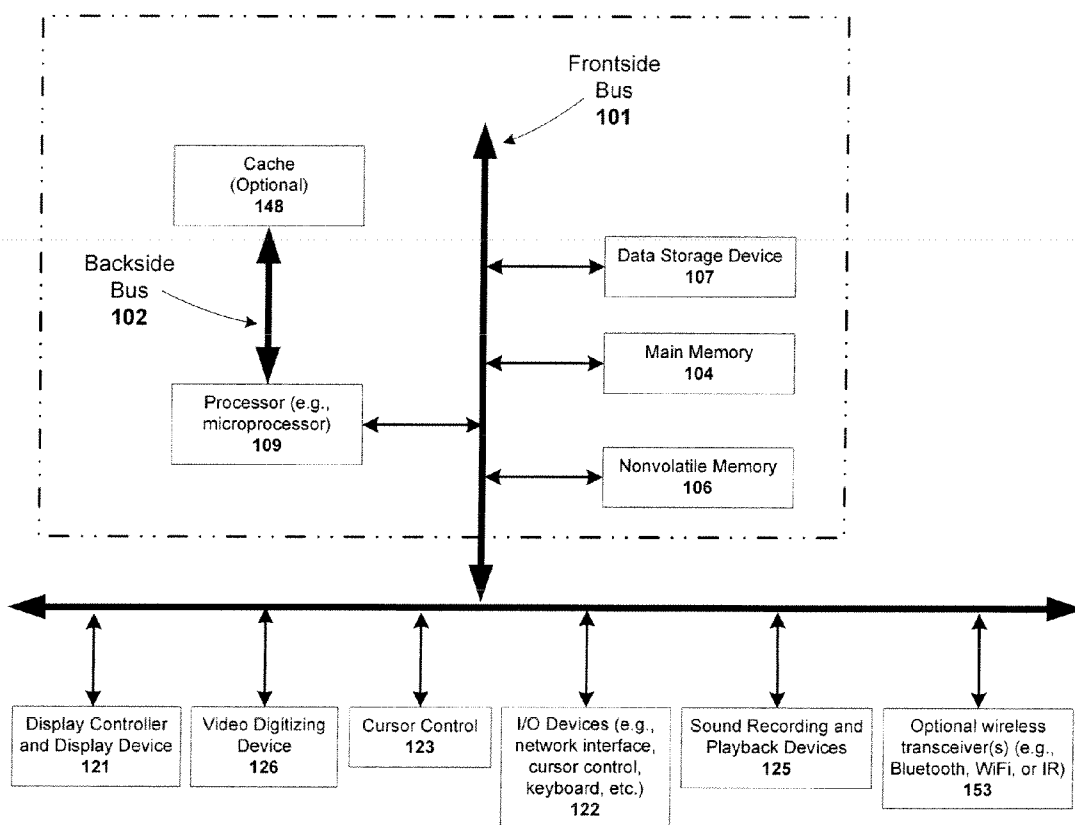 Frontside
Bus
101
Cache
(Optional)
148
Backside
Bus
102
Data Storage Device
107
Main Memory
104
Processor (e.g.,
microprocessor)
109
Nonvolatile Memory
106
Display Controller
and Display Device
121
Video Digitizing
Device
126
Cursor Control
123
I/O Devices (e.g.,
network interface,
cursor control,
keyboard, etc.)
122
Sound Recording and
Playback Devices
125
Optional wireless
transceiver(s) (e.g.,
Bluetooth, WiFi, or IR)
153